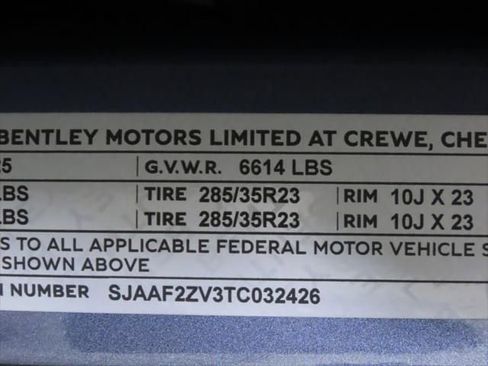 BENTLEY MOTORS LIMITED AT CREWE, CHE
25 G.V.W.R. 6614 LBS
LBS TIRE 285/35R23 RIM 10J X 23
LBS TIRE 285/35R23 RIM 10J X 23
S TO ALL APPLICABLE FEDERAL MOTOR VEHICLE S
SHOWN ABOVE
N NUMBER SJAAF2ZV3TC032426